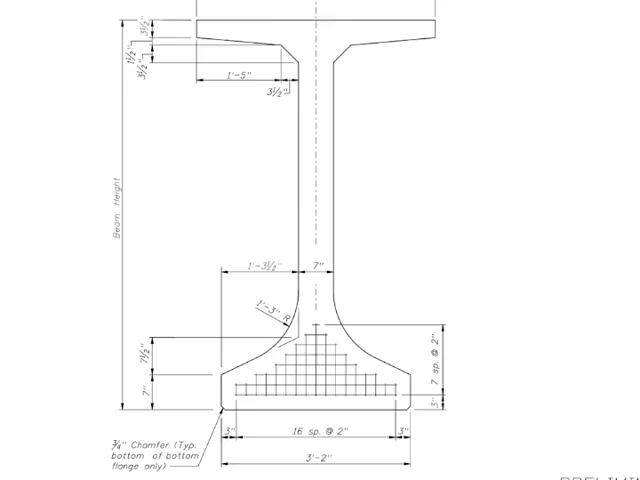 3½"
1½"
3½"
1'-5"
3½"
Beam Height
1'-3½"
7"
1'-3" R
7½"
7"
7 sp. @ 2"
3"
3"
16 sp. @ 2"
3"
3'-2"
¾" Chamfer (Typ.
bottom of bottom
flange only)